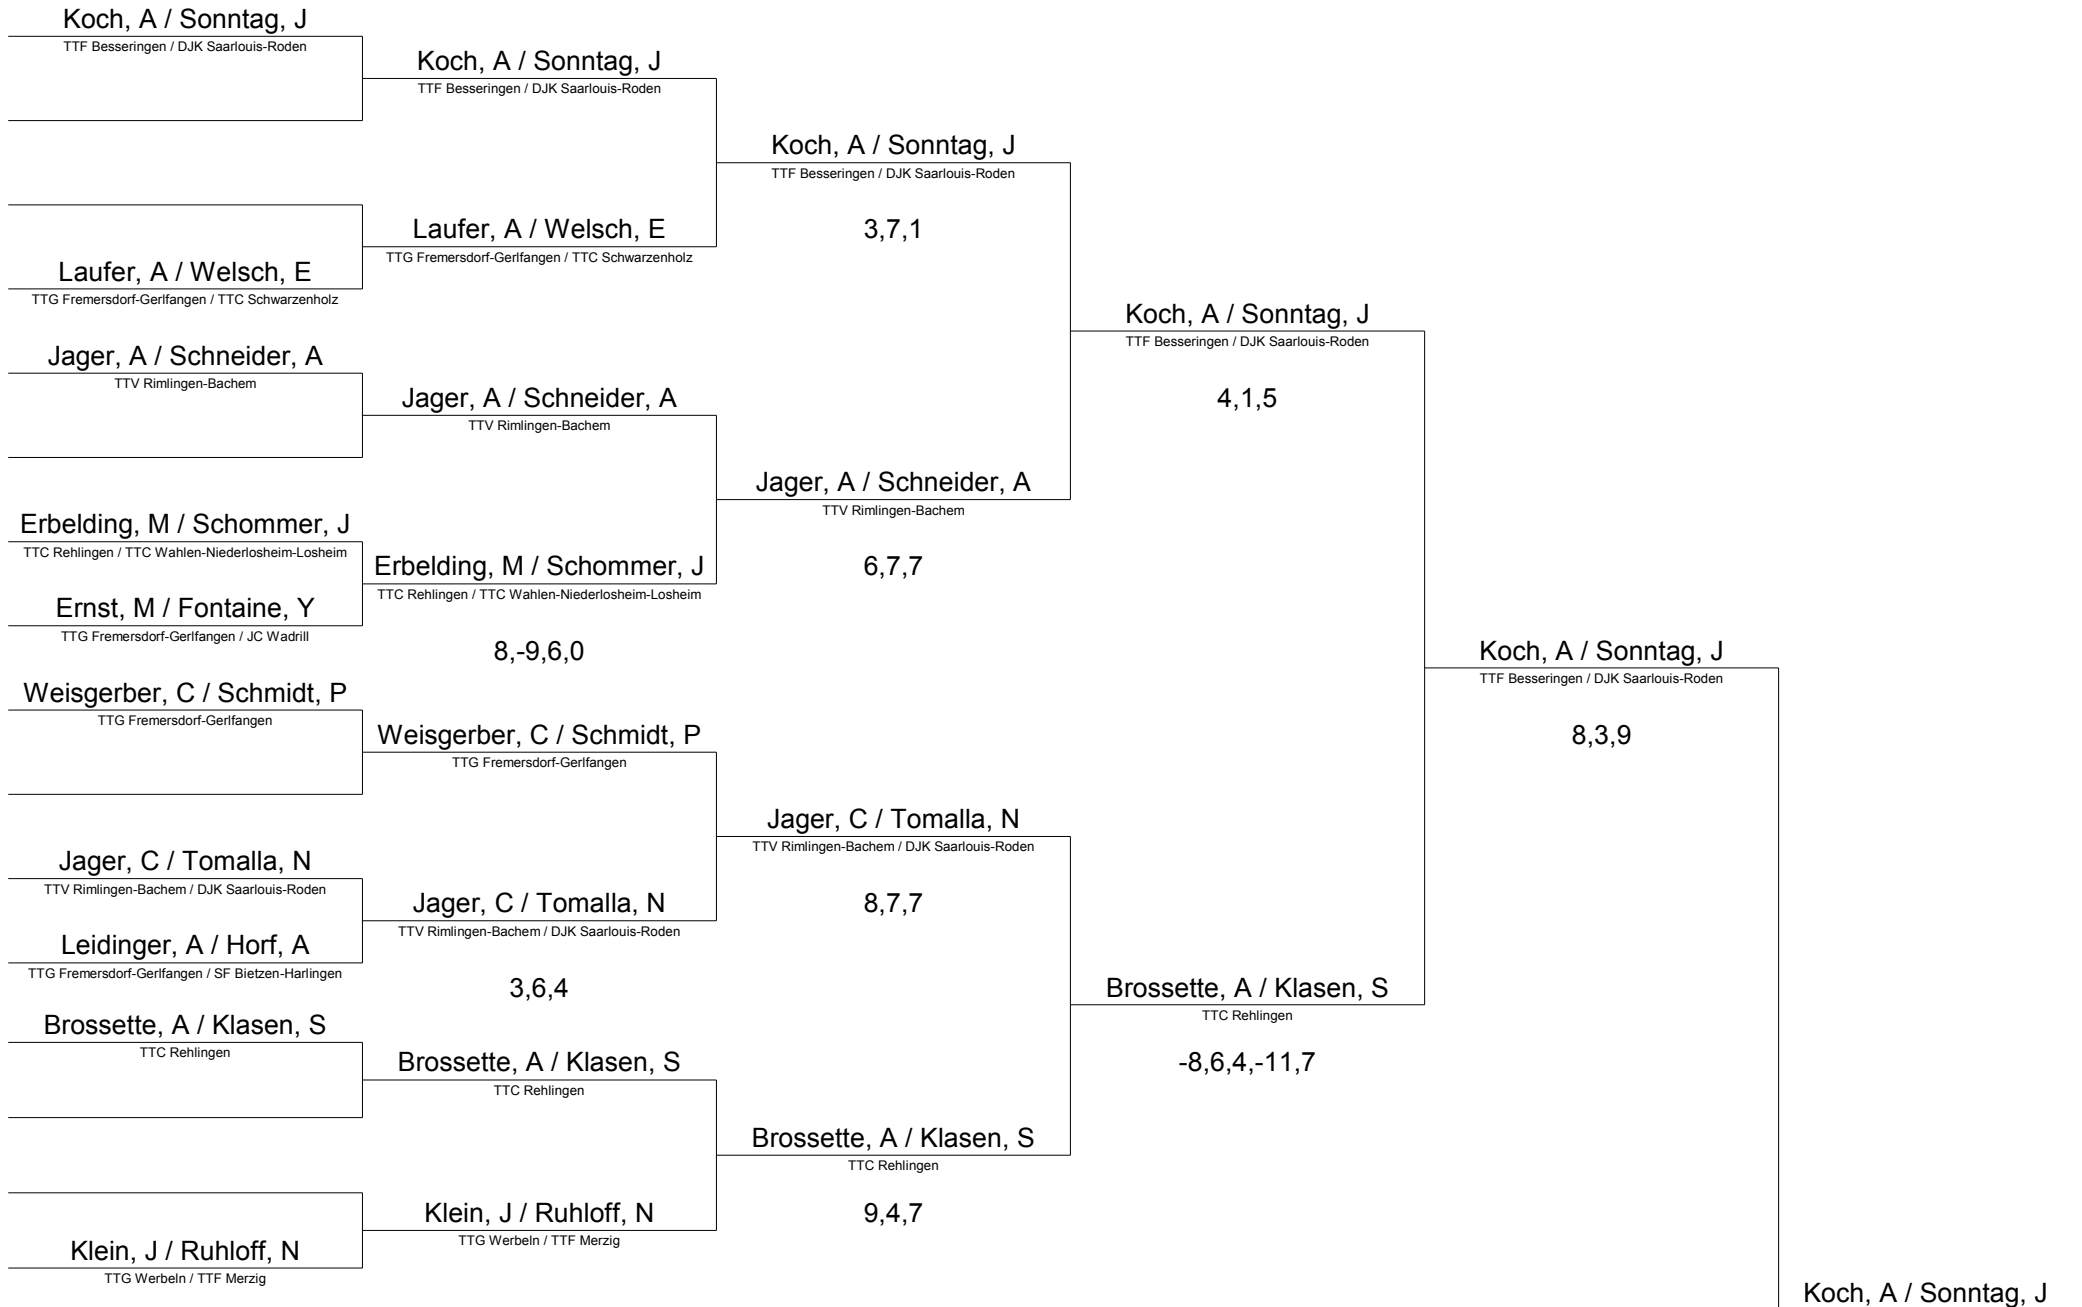 Koch, A / Sonntag, J
TTF Besseringen / DJK Saarlouis-Roden
Laufer, A / Welsch, E
TTG Fremersdorf-Gerlfangen / TTC Schwarzenholz
Jager, A / Schneider, A
TTV Rimlingen-Bachem
Erbelding, M / Schommer, J
TTC Rehlingen / TTC Wahlen-Niederlosheim-Losheim
Ernst, M / Fontaine, Y
TTG Fremersdorf-Gerlfangen / JC Wadrill
Weisgerber, C / Schmidt, P
TTG Fremersdorf-Gerlfangen
Jager, C / Tomalla, N
TTV Rimlingen-Bachem / DJK Saarlouis-Roden
Leidinger, A / Horf, A
TTG Fremersdorf-Gerlfangen / SF Bietzen-Harlingen
Brossette, A / Klasen, S
TTC Rehlingen
Klein, J / Ruhloff, N
TTG Werbeln / TTF Merzig
Koch, A / Sonntag, J
TTF Besseringen / DJK Saarlouis-Roden
Laufer, A / Welsch, E
TTG Fremersdorf-Gerlfangen / TTC Schwarzenholz
Jager, A / Schneider, A
TTV Rimlingen-Bachem
Erbelding, M / Schommer, J
TTC Rehlingen / TTC Wahlen-Niederlosheim-Losheim
8,-9,6,0
Weisgerber, C / Schmidt, P
TTG Fremersdorf-Gerlfangen
Jager, C / Tomalla, N
TTV Rimlingen-Bachem / DJK Saarlouis-Roden
3,6,4
Brossette, A / Klasen, S
TTC Rehlingen
Klein, J / Ruhloff, N
TTG Werbeln / TTF Merzig
Koch, A / Sonntag, J
TTF Besseringen / DJK Saarlouis-Roden
3,7,1
Jager, A / Schneider, A
TTV Rimlingen-Bachem
6,7,7
Jager, C / Tomalla, N
TTV Rimlingen-Bachem / DJK Saarlouis-Roden
8,7,7
Brossette, A / Klasen, S
TTC Rehlingen
9,4,7
Koch, A / Sonntag, J
TTF Besseringen / DJK Saarlouis-Roden
4,1,5
Brossette, A / Klasen, S
TTC Rehlingen
-8,6,4,-11,7
Koch, A / Sonntag, J
TTF Besseringen / DJK Saarlouis-Roden
8,3,9
Koch, A / Sonntag, J